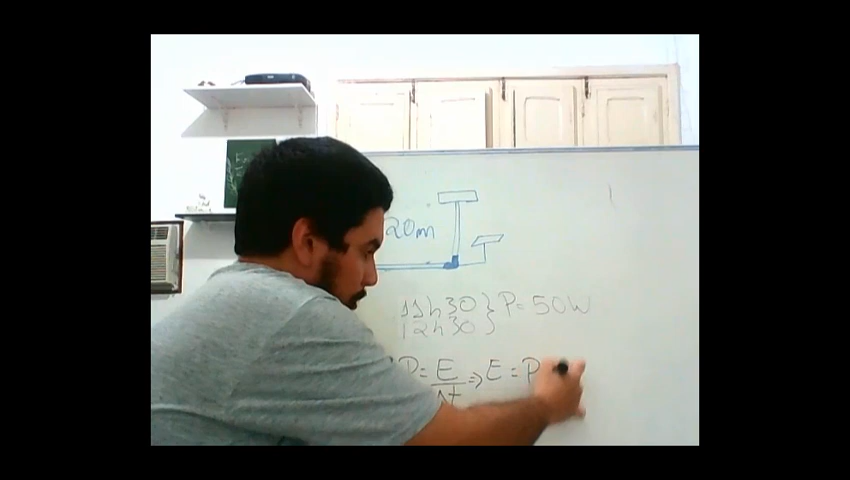 20m
11h30 } P = 50W
12h30
P = E/Δt => E = P